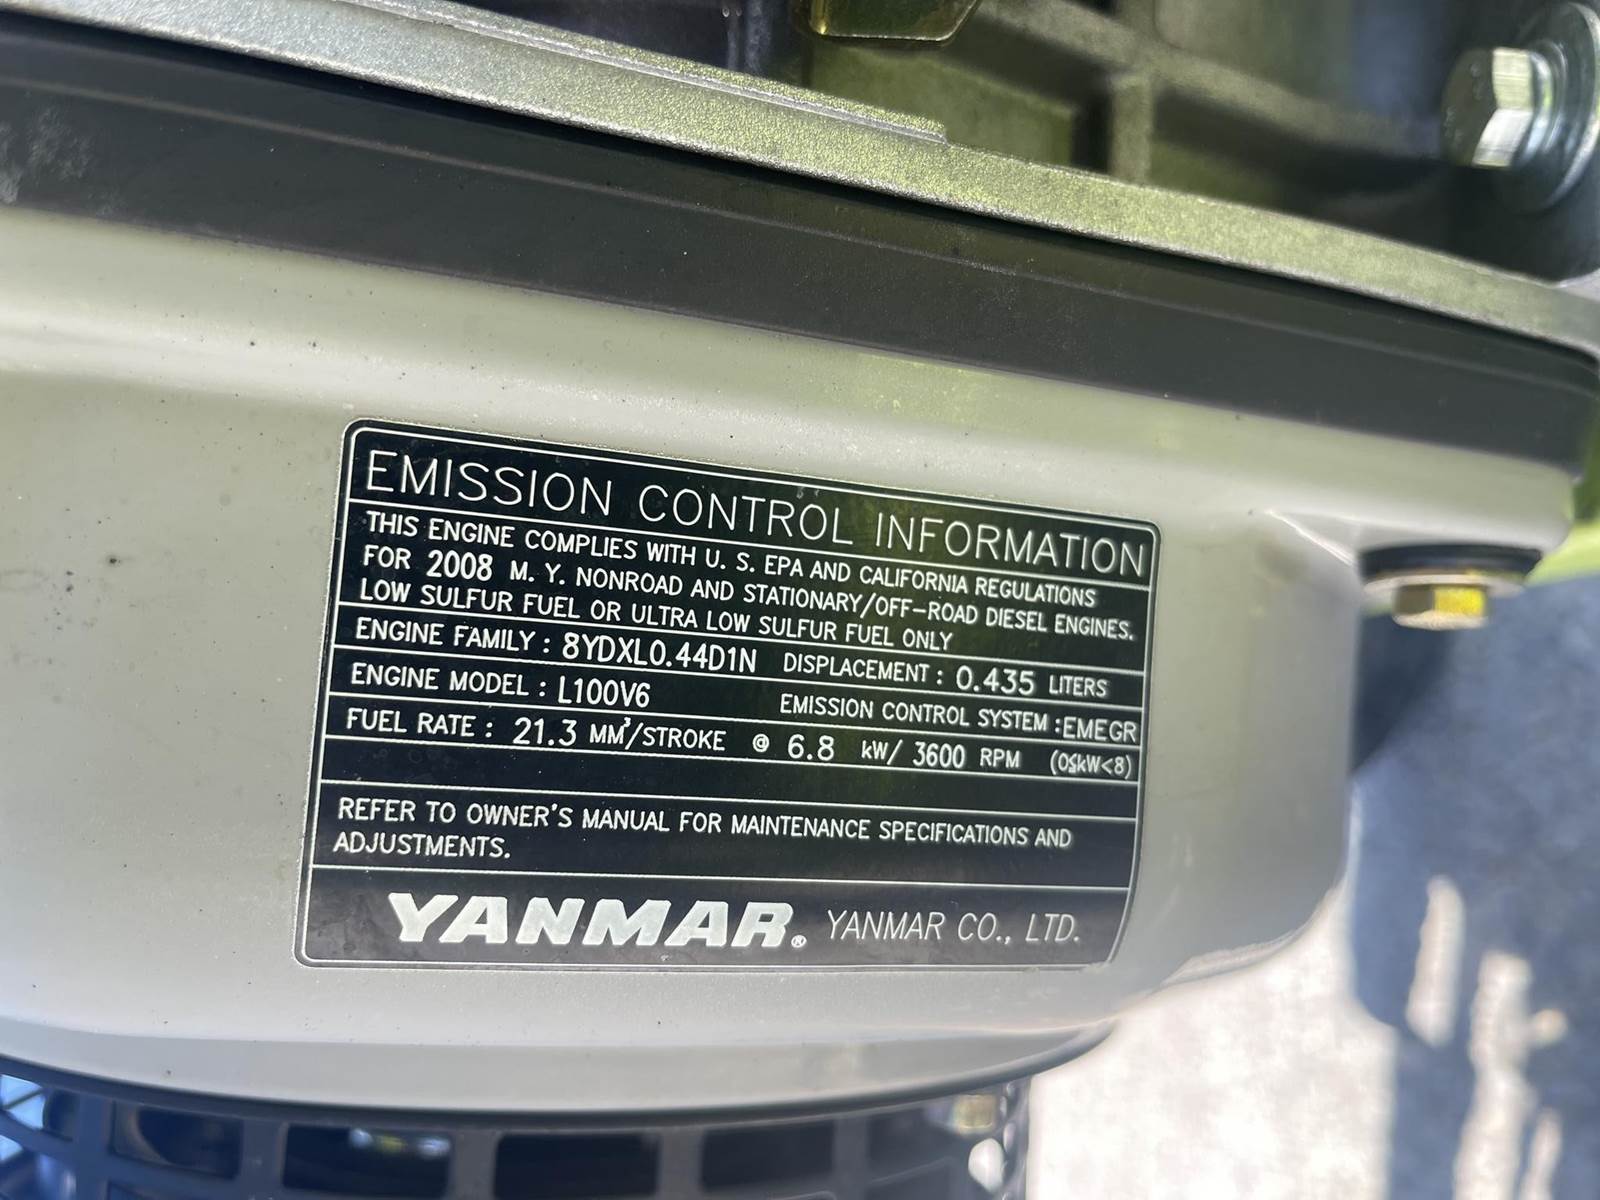 EMISSION CONTROL INFORMATION
THIS ENGINE COMPLIES WITH U. S. EPA AND CALIFORNIA REGULATIONS
FOR 2008 M. Y. NONROAD AND STATIONARY/OFF-ROAD DIESEL ENGINES.
LOW SULFUR FUEL OR ULTRA LOW SULFUR FUEL ONLY
ENGINE FAMILY : 8YDXL0.44D1N DISPLACEMENT : 0.435 LITERS
ENGINE MODEL : L100V6 EMISSION CONTROL SYSTEM :EMEGR
FUEL RATE : 21.3 MM³/STROKE @ 6.8 kW/ 3600 RPM (0≤kW<8)
REFER TO OWNER'S MANUAL FOR MAINTENANCE SPECIFICATIONS AND
ADJUSTMENTS.
YANMAR® YANMAR CO., LTD.